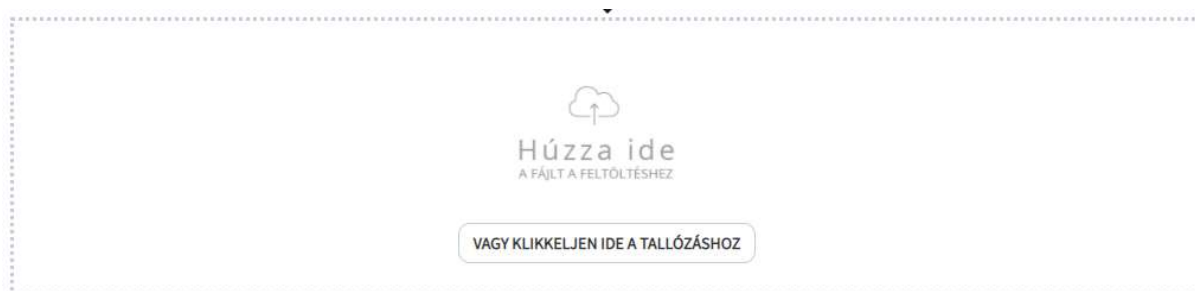 Húzza ide
A FÁJLT A FELTÖLTÉSHEZ
VAGY KLIKKELJEN IDE A TALLÓZÁSHOZ